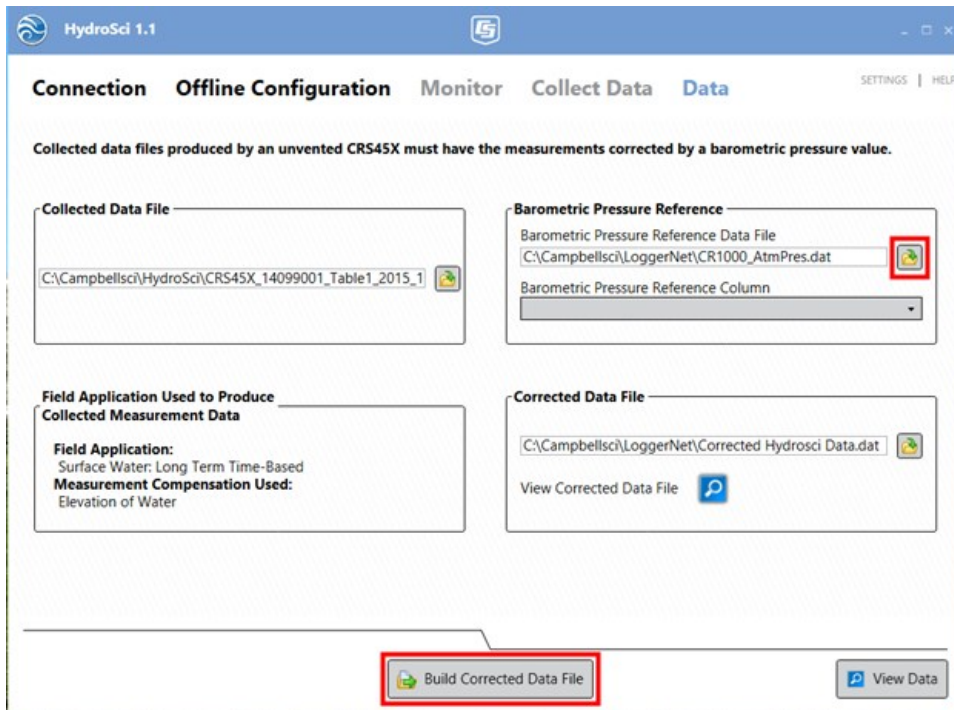 HydroSci 1.1
Connection Offline Configuration Monitor Collect Data Data SETTINGS | HELP
Collected data files produced by an unvented CRS45X must have the measurements corrected by a barometric pressure value.
Collected Data File
C:\Campbellsci\HydroSci\CRS45X_14099001_Table1_2015_1
Barometric Pressure Reference
Barometric Pressure Reference Data File
C:\Campbellsci\LoggerNet\CR1000_AtmPres.dat
Barometric Pressure Reference Column
Field Application Used to Produce
Collected Measurement Data
Field Application:
Surface Water: Long Term Time-Based
Measurement Compensation Used:
Elevation of Water
Corrected Data File
C:\Campbellsci\LoggerNet\Corrected Hydrosci Data.dat
View Corrected Data File
Build Corrected Data File
View Data